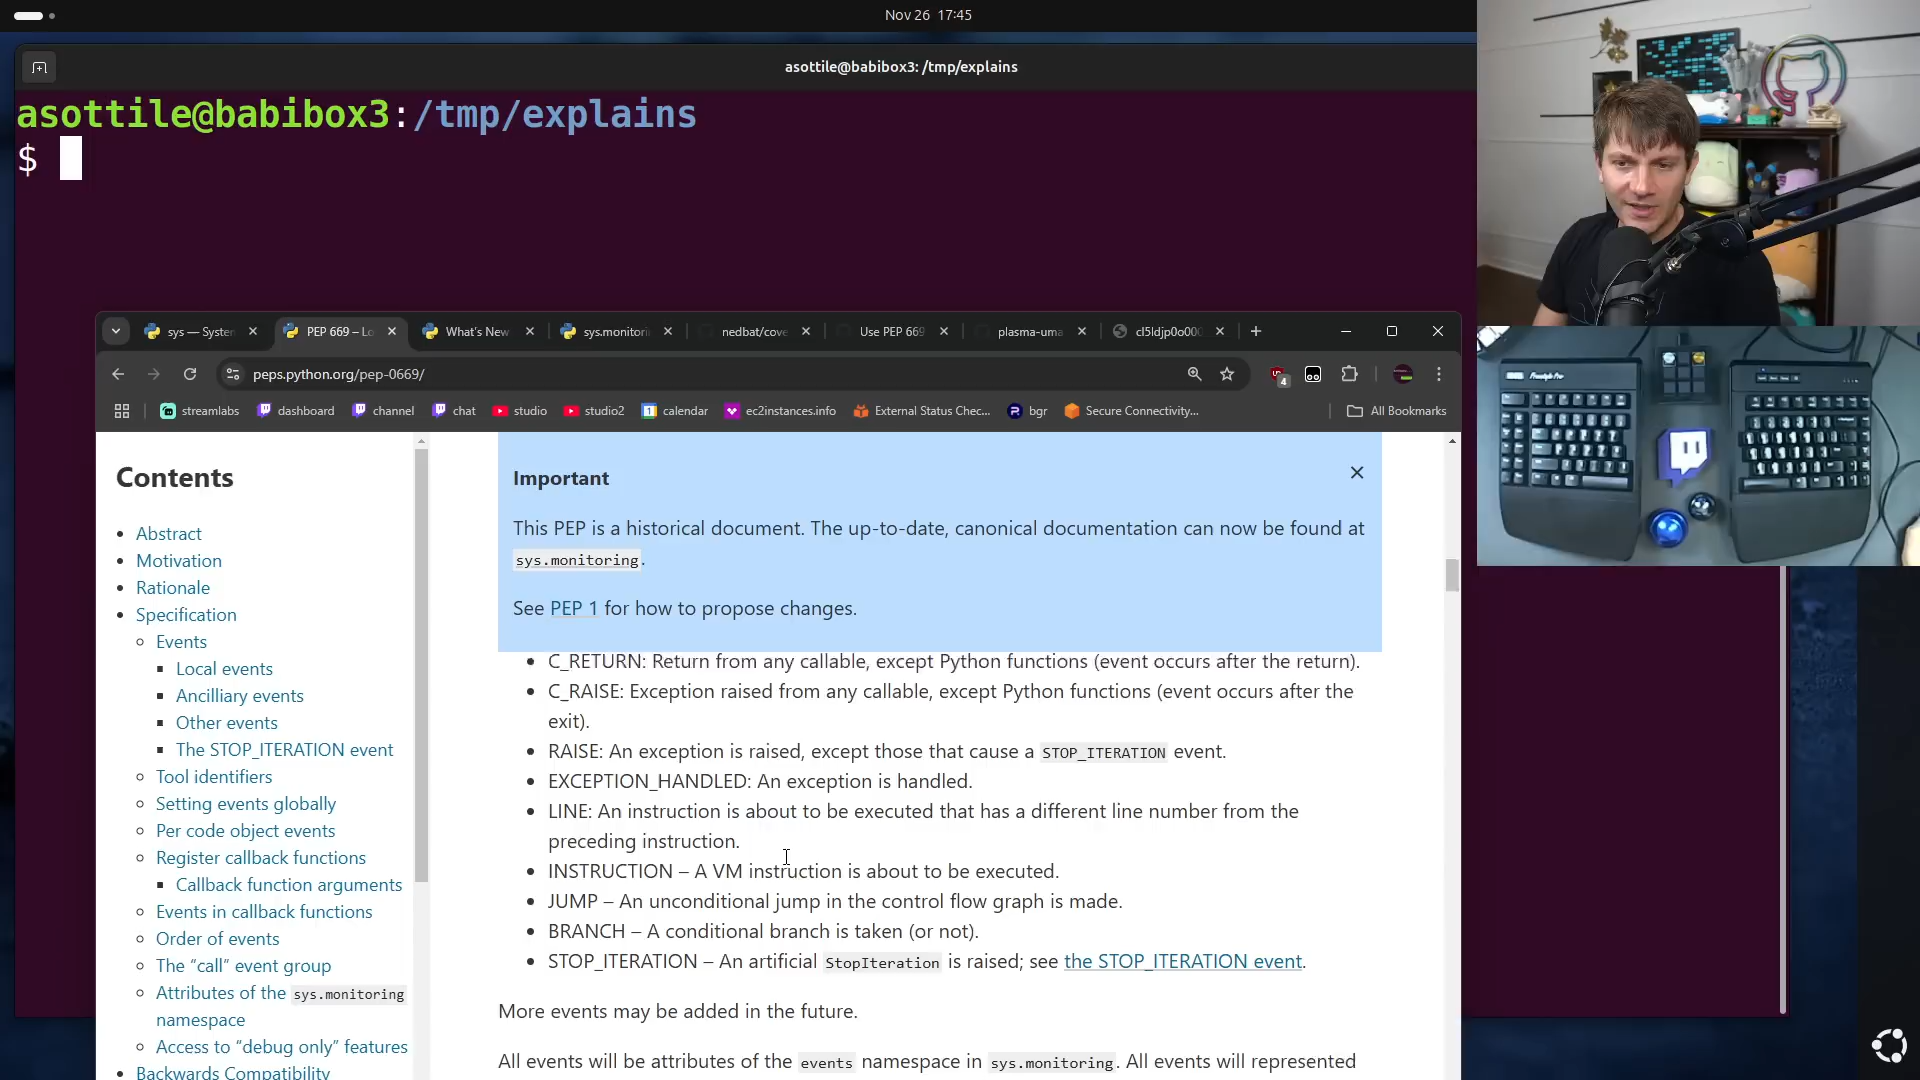 Nov 26 17:45
asottile@babibox3: /tmp/explains
asottile@babibox3:/tmp/explains
$
sys — System
PEP 669 – Lo
What's New
sys.monitori
nedbat/cove
Use PEP 669
plasma-uma
cl5ldjp0o00
peps.python.org/pep-0669/
4
streamlabs
dashboard
channel
chat
studio
studio2
calendar
ec2instances.info
External Status Chec...
bgr
Secure Connectivity...
All Bookmarks
Contents
Abstract
Motivation
Rationale
Specification
Events
Local events
Ancilliary events
Other events
The STOP_ITERATION event
Tool identifiers
Setting events globally
Per code object events
Register callback functions
Callback function arguments
Events in callback functions
Order of events
The “call” event group
Attributes of the sys.monitoring
namespace
Access to “debug only” features
Backwards Compatibility
Important
This PEP is a historical document. The up-to-date, canonical documentation can now be found at
sys.monitoring.
See PEP 1 for how to propose changes.
C_RETURN: Return from any callable, except Python functions (event occurs after the return).
C_RAISE: Exception raised from any callable, except Python functions (event occurs after the
exit).
RAISE: An exception is raised, except those that cause a STOP_ITERATION event.
EXCEPTION_HANDLED: An exception is handled.
LINE: An instruction is about to be executed that has a different line number from the
preceding instruction.
INSTRUCTION – A VM instruction is about to be executed.
JUMP – An unconditional jump in the control flow graph is made.
BRANCH – A conditional branch is taken (or not).
STOP_ITERATION – An artificial StopIteration is raised; see the STOP_ITERATION event.
More events may be added in the future.
All events will be attributes of the events namespace in sys.monitoring. All events will represented